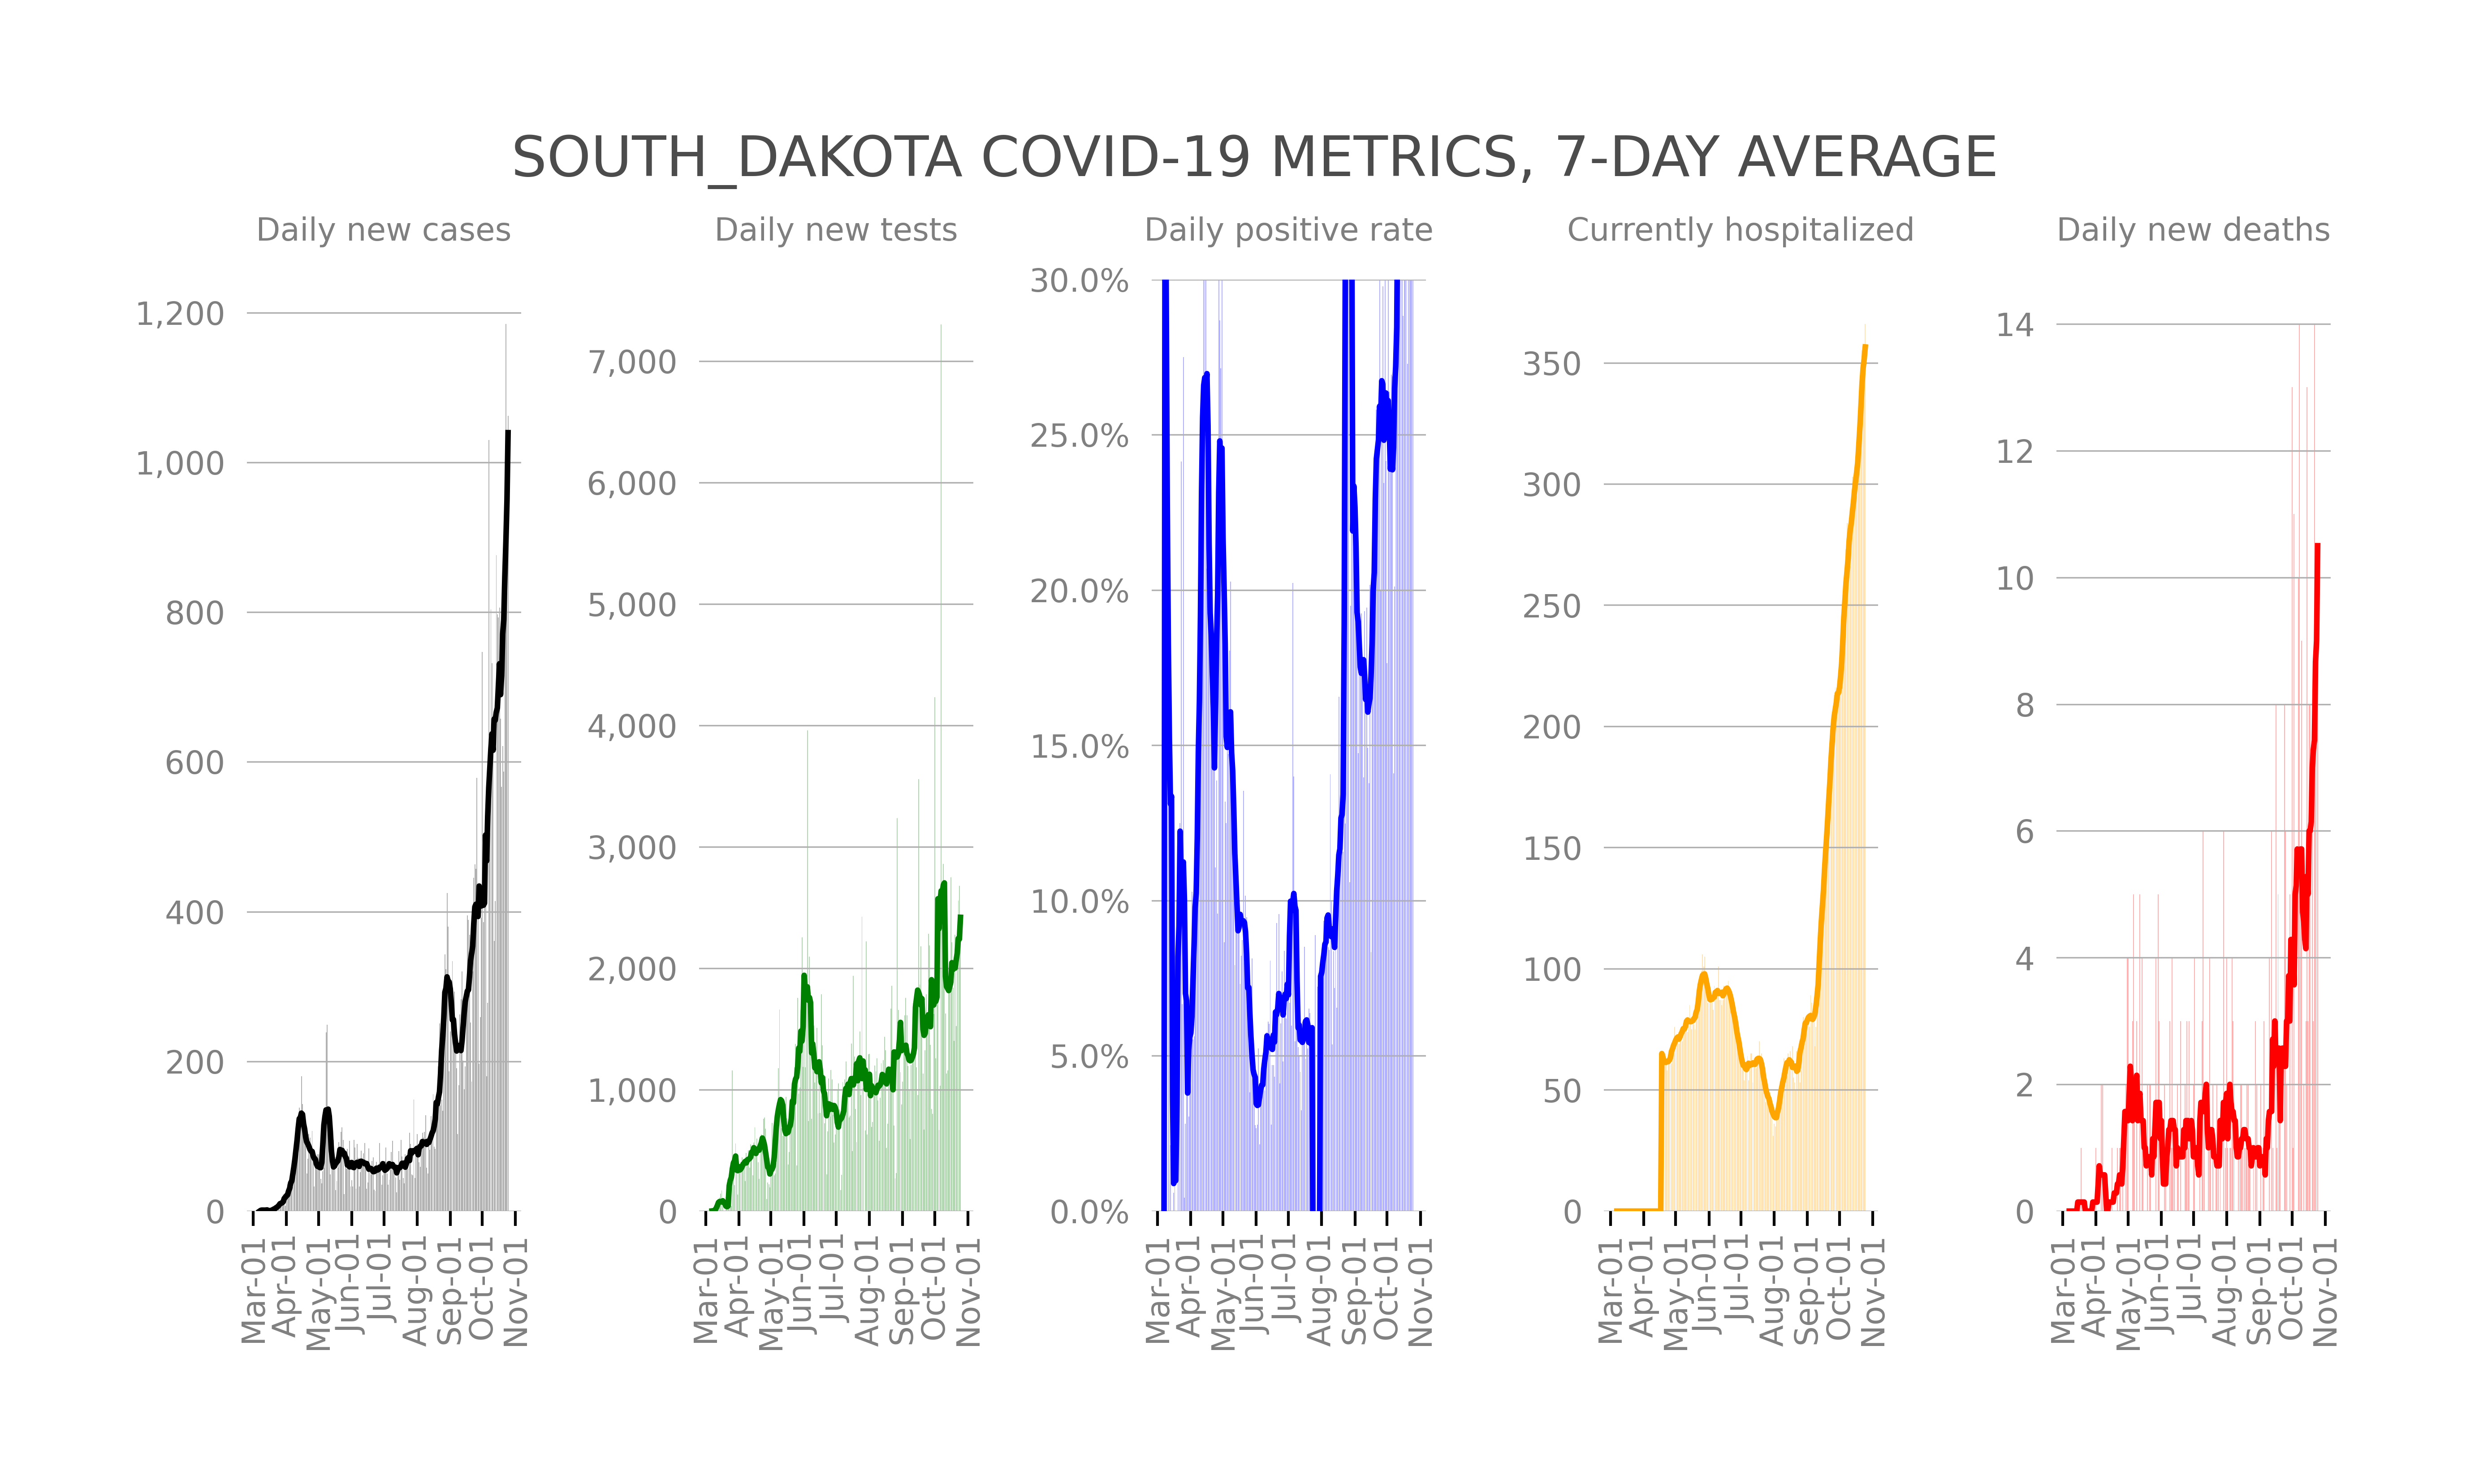 SOUTH_DAKOTA COVID-19 METRICS, 7-DAY AVERAGE
Daily new cases
1,200
1,000
800
600
400
200
0
Mar-01
Apr-01
May-01
Jun-01
Jul-01
Aug-01
Sep-01
Oct-01
Nov-01
Daily new tests
7,000
6,000
5,000
4,000
3,000
2,000
1,000
0
Mar-01
Apr-01
May-01
Jun-01
Jul-01
Aug-01
Sep-01
Oct-01
Nov-01
Daily positive rate
30.0%
25.0%
20.0%
15.0%
10.0%
5.0%
0.0%
Mar-01
Apr-01
May-01
Jun-01
Jul-01
Aug-01
Sep-01
Oct-01
Nov-01
Currently hospitalized
350
300
250
200
150
100
50
0
Mar-01
Apr-01
May-01
Jun-01
Jul-01
Aug-01
Sep-01
Oct-01
Nov-01
Daily new deaths
14
12
10
8
6
4
2
0
Mar-01
Apr-01
May-01
Jun-01
Jul-01
Aug-01
Sep-01
Oct-01
Nov-01